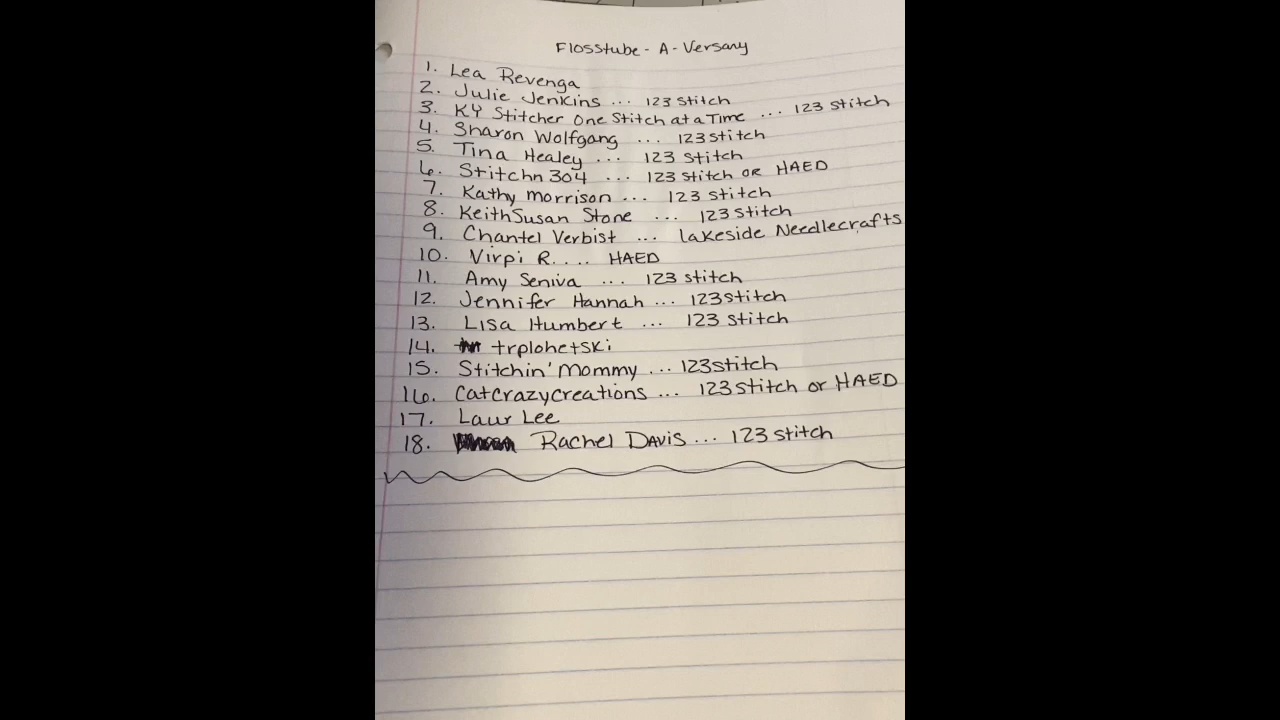 Flosstube - A - Versary
1. Lea Revenga
2. Julie Jenkins ... 123 Stitch
3. KY Stitcher One Stitch at a Time ... 123 Stitch
4. Sharon Wolfgang ... 123 Stitch
5. Tina Healey ... 123 Stitch
6. Stitchn 304 ... 123 Stitch or HAED
7. Kathy Morrison ... 123 Stitch
8. KeithSusan Stone ... 123 Stitch
9. Chantel Verbist ... Lakeside Needlecrafts
10. Virpi R.... HAED
11. Amy Seniva ... 123 Stitch
12. Jennifer Hannah ... 123 Stitch
13. Lisa Humbert ... 123 Stitch
14. trplohetski
15. Stitchin' Mommy ... 123 Stitch
16. CatCrazyCreations ... 123 Stitch or HAED
17. Laur Lee
18. Rachel Davis ... 123 Stitch